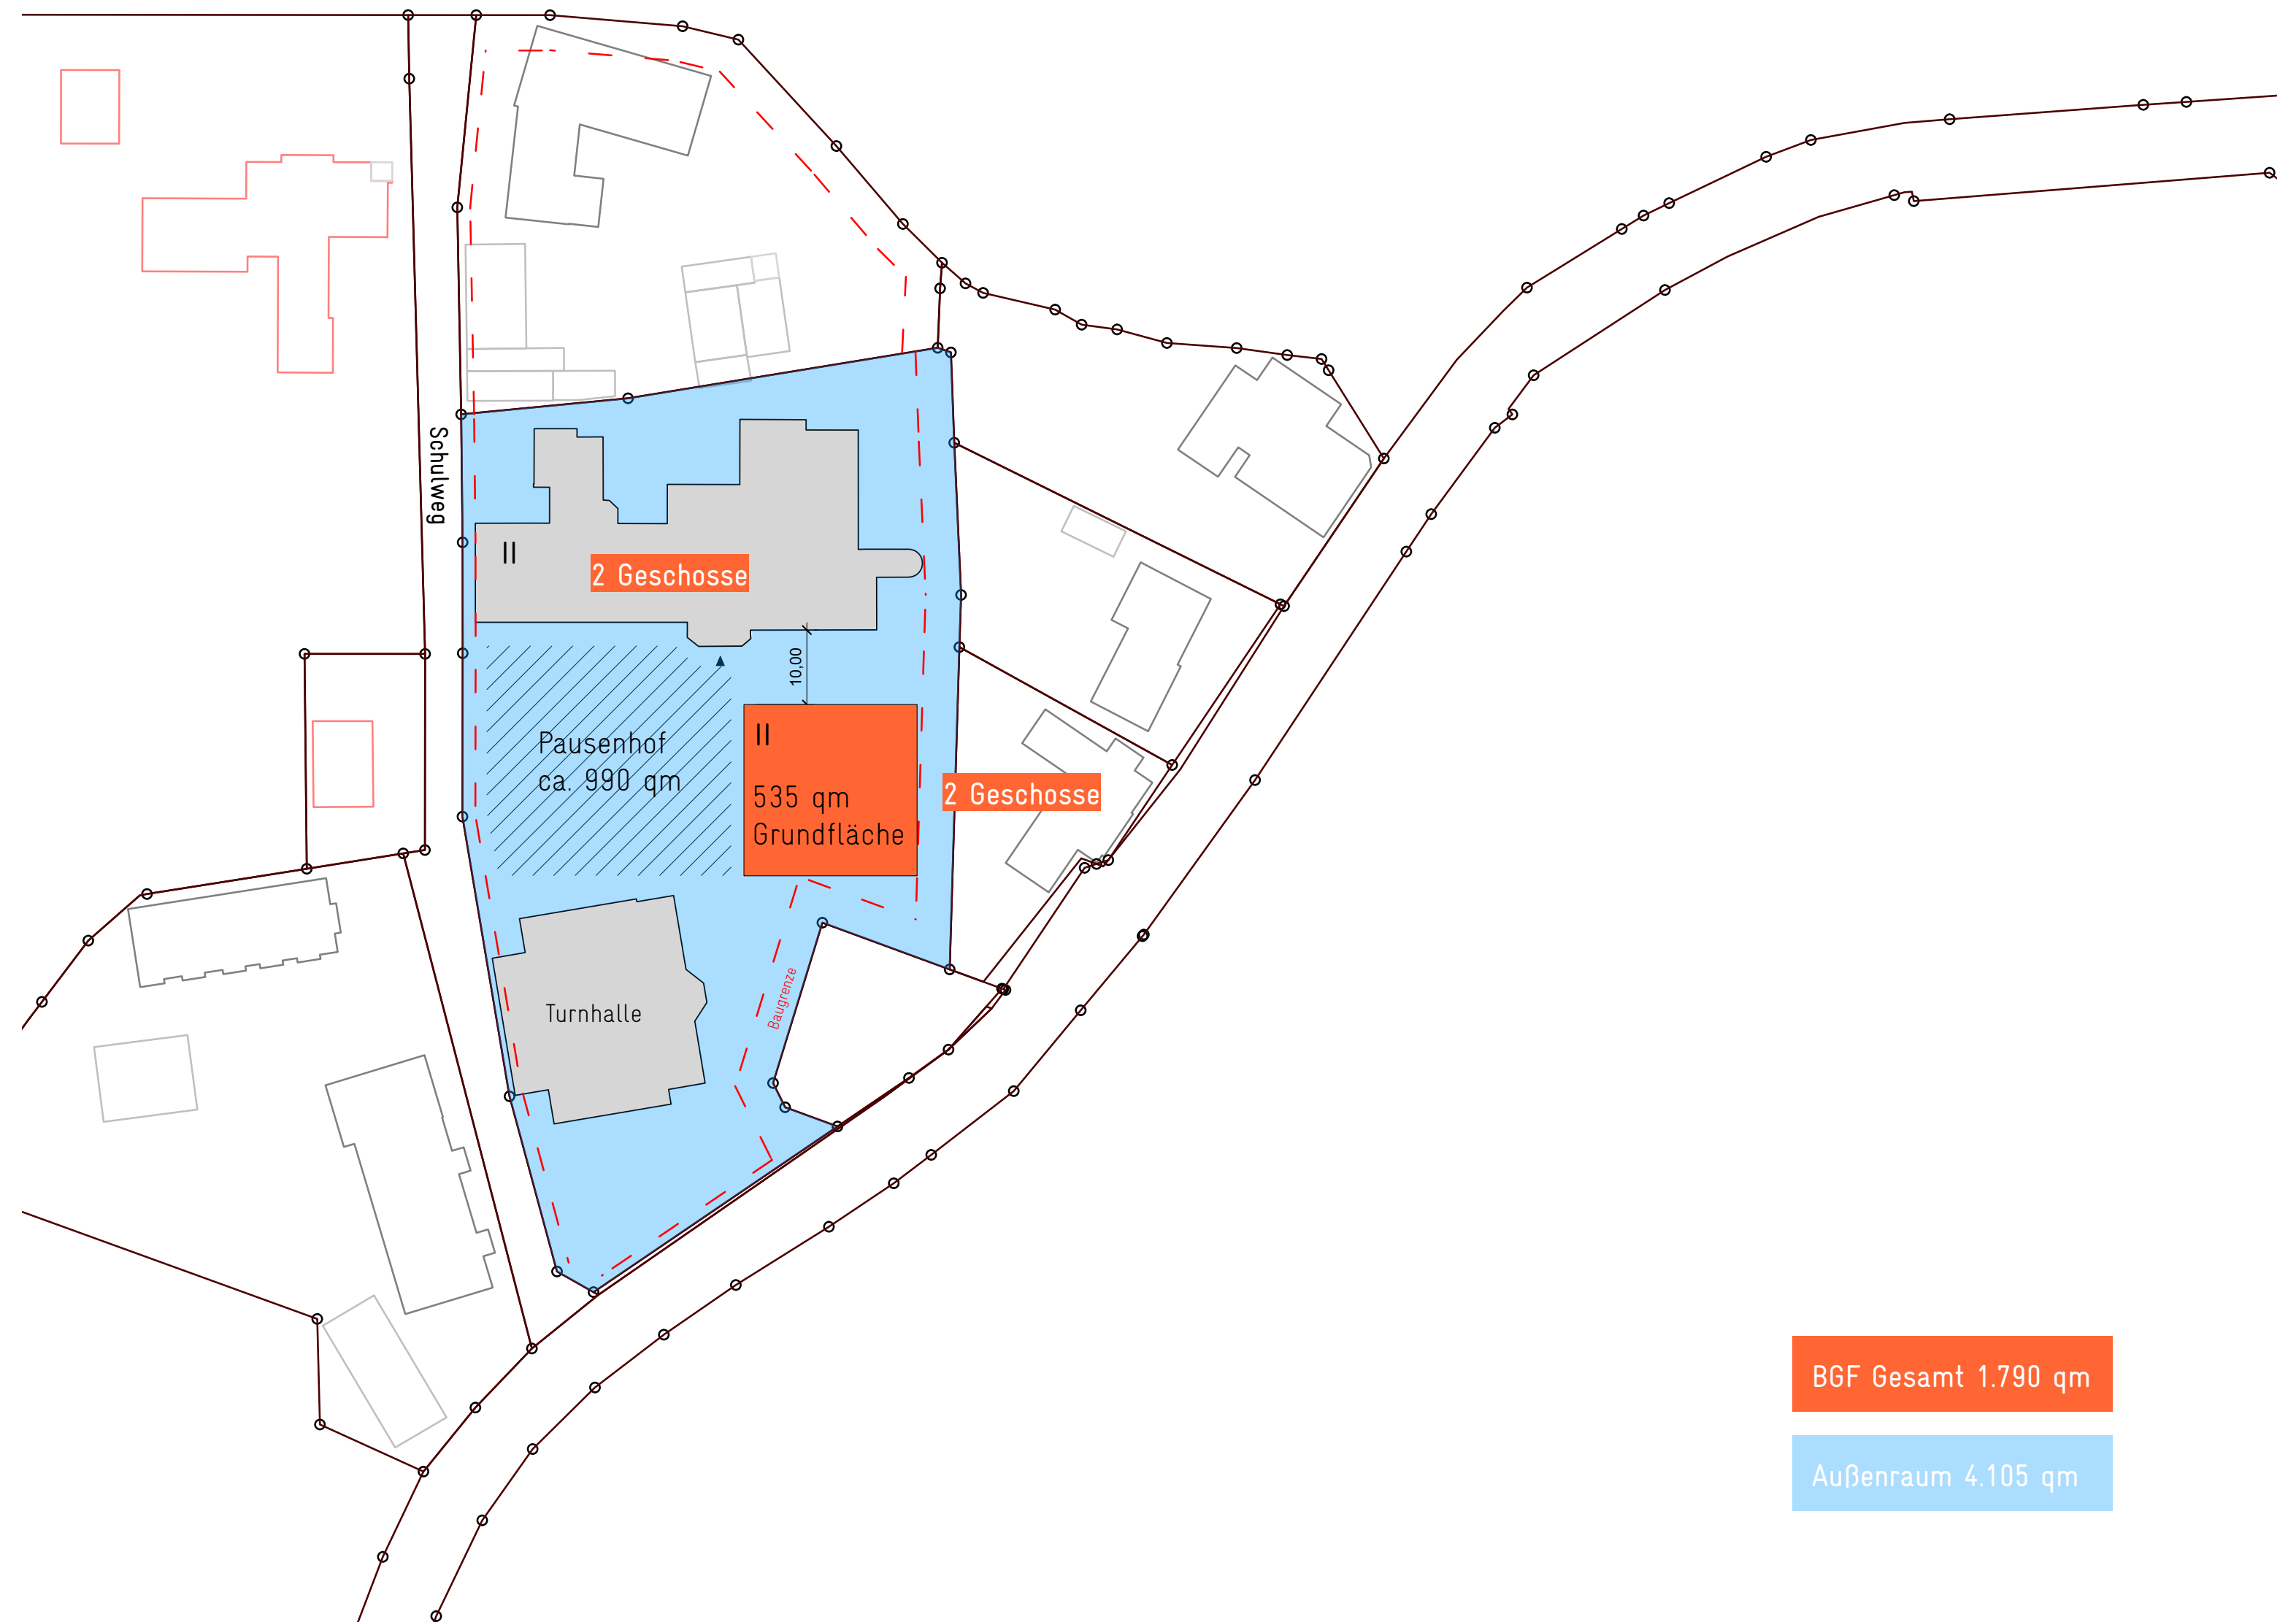 Schulweg
II
2 Geschosse
10,00
II
Pausenhof
ca. 990 qm
535 qm
Grundfläche
2 Geschosse
Turnhalle
Baugrenze
BGF Gesamt 1.790 qm
Außenraum 4.105 qm